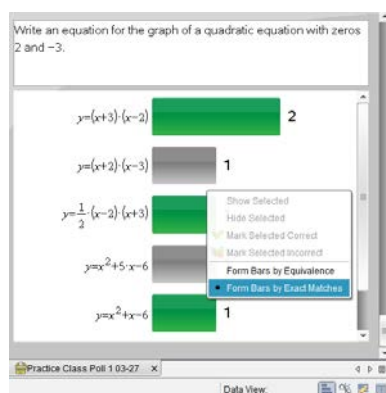 Write an equation for the graph of a quadratic equation with zeros
2 and −3.
y=(x+3)·(x−2) 2
y=(x+2)·(x−3) 1
y=1/2·(x−2)·(x+3)
Show Selected
Hide Selected
Mark Selected Correct
Mark Selected Incorrect
Form Bars by Equivalence
y=x²+5·x−6
Form Bars by Exact Matches
y=x²+x−6 1
Practice Class Poll 1 03-27 ×
Data View: